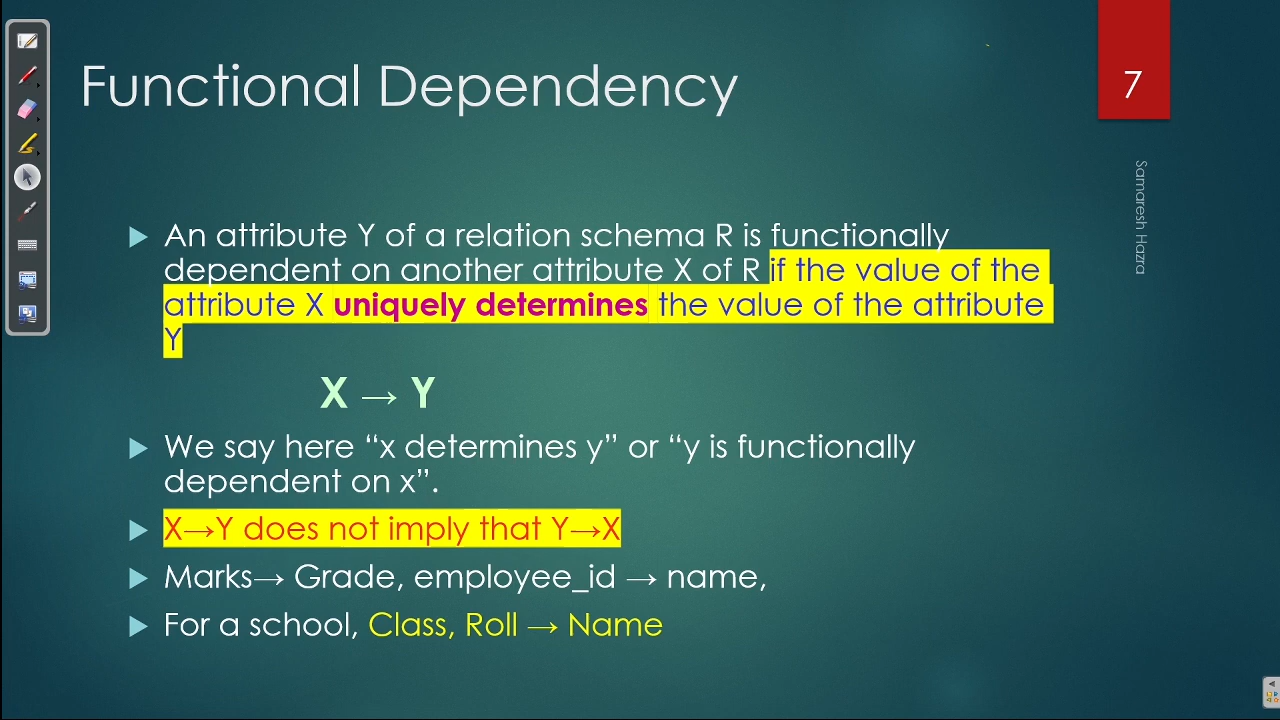 Functional Dependency
7
Samaresh Hazra
An attribute Y of a relation schema R is functionally
dependent on another attribute X of R if the value of the
attribute X uniquely determines the value of the attribute
Y
X → Y
We say here “x determines y” or “y is functionally
dependent on x”.
X→Y does not imply that Y→X
Marks→ Grade, employee_id → name,
For a school, Class, Roll → Name